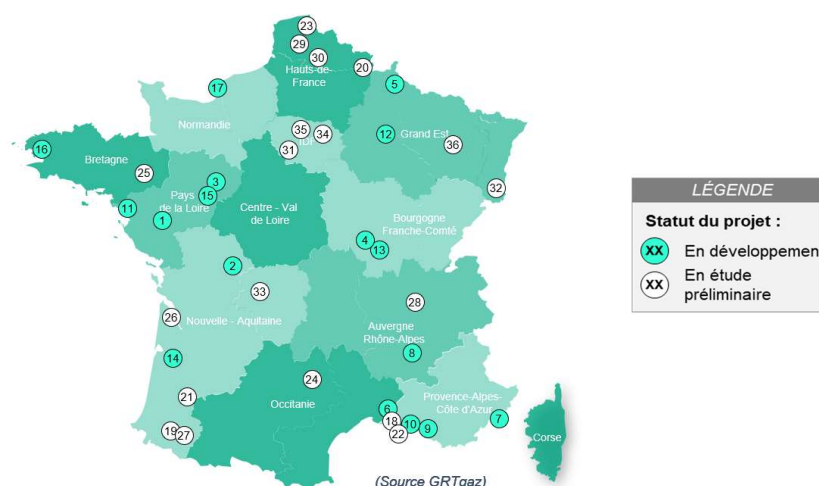 23
29
30
20
Hauts-de-
France
17
5
Normandie
35
34
31
12
Grand Est
36
16
Bretagne
25
32
3
15
Pays
de la Loire
11
1
Centre - Val
de Loire
Bourgogne
Franche-Comté
4
13
2
33
28
26
Nouvelle - Aquitaine
Auvergne
Rhône-Alpes
8
14
24
21
Occitanie
Provence-Alpes-
Côte d'Azur
6
18
10
9
22
7
19
27
Corse
(Source GRTgaz)
LÉGENDE
Statut du projet :
XX En développement
XX En étude
préliminaire